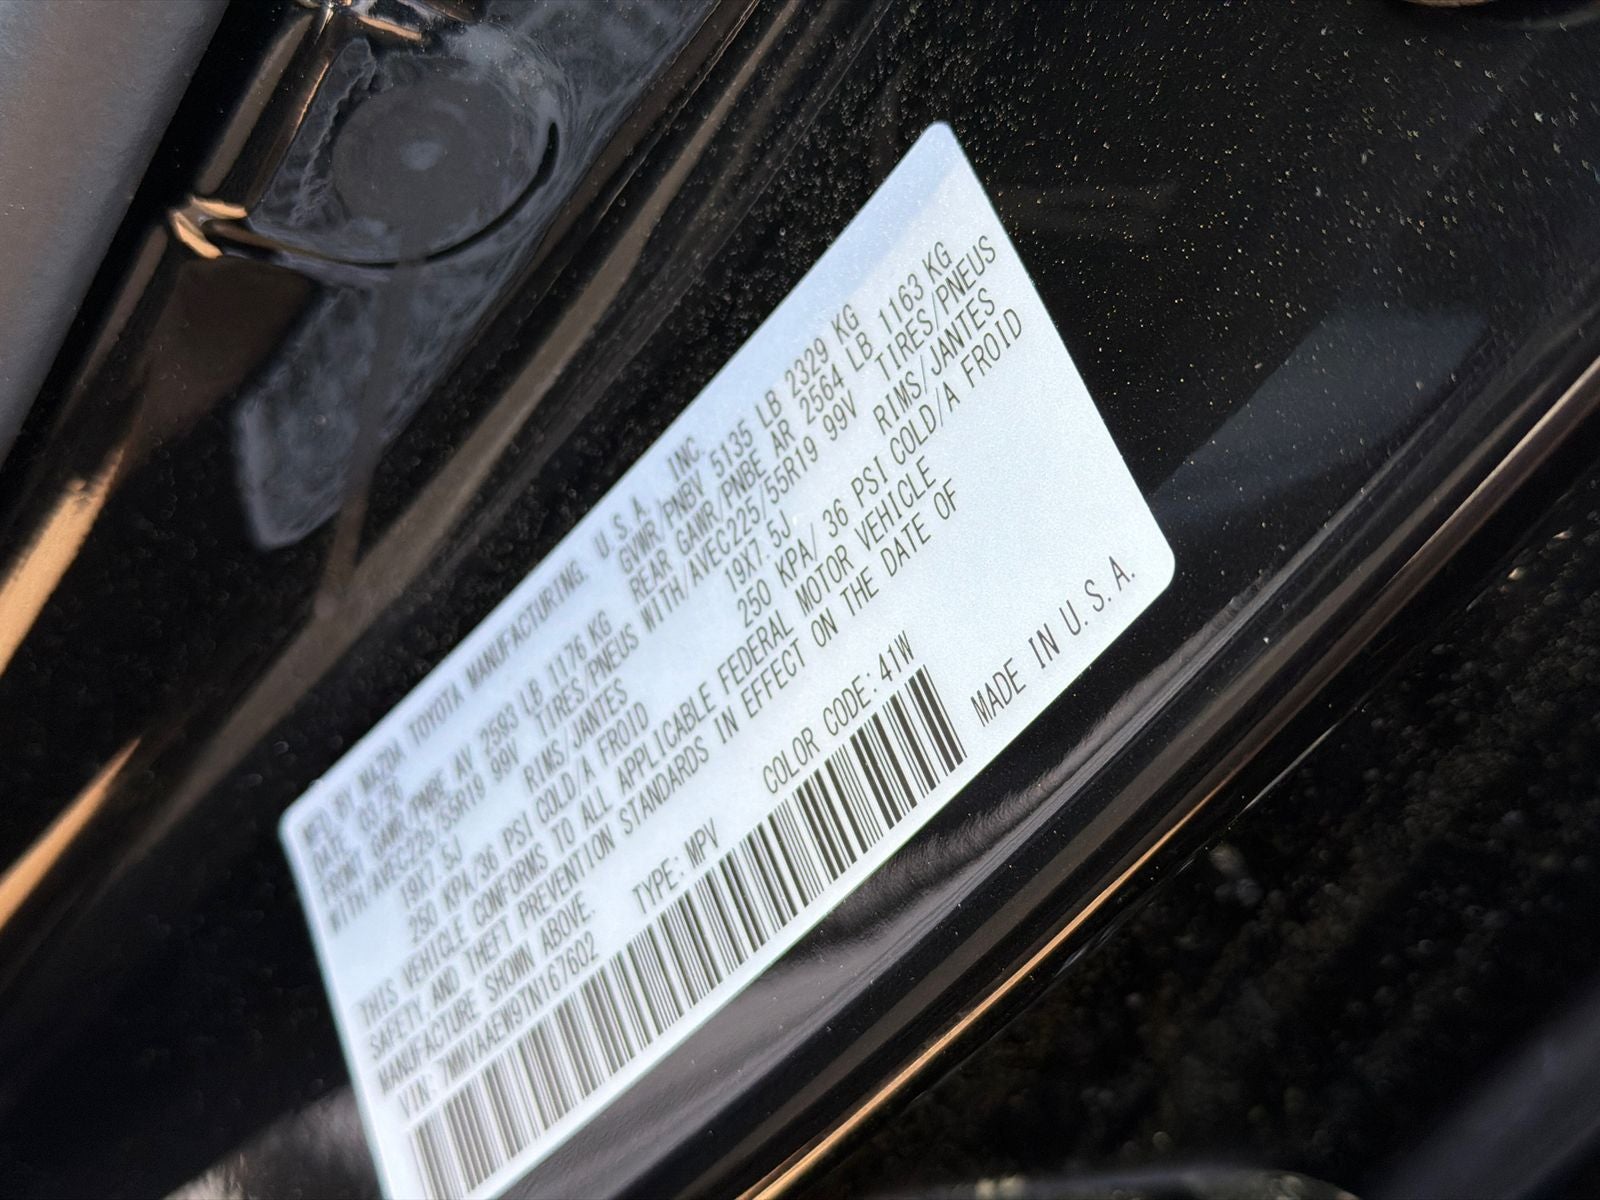 MFD. BY MAZDA TOYOTA MANUFACTURING, U.S.A, INC.
DATE: 03/26 GVWR/PNBV 5135 LB 2329 KG
FRONT GAWR/PNBE AV 2593 LB 1176 KG REAR GAWR/PNBE AR 2564 LB 1163 KG
WITH/AVEC225/55R19 99V TIRES/PNEUS WITH/AVEC225/55R19 99V TIRES/PNEUS
19X7.5J RIMS/JANTES 19X7.5J RIMS/JANTES
250 KPA/36 PSI COLD/A FROID 250 KPA/ 36 PSI COLD/A FROID
THIS VEHICLE CONFORMS TO ALL APPLICABLE FEDERAL MOTOR VEHICLE
SAFETY, AND THEFT PREVENTION STANDARDS IN EFFECT ON THE DATE OF
MANUFACTURE SHOWN ABOVE.
7MMVAAEW9TN167602 TYPE: MPV COLOR CODE: 41W
MADE IN U.S.A.